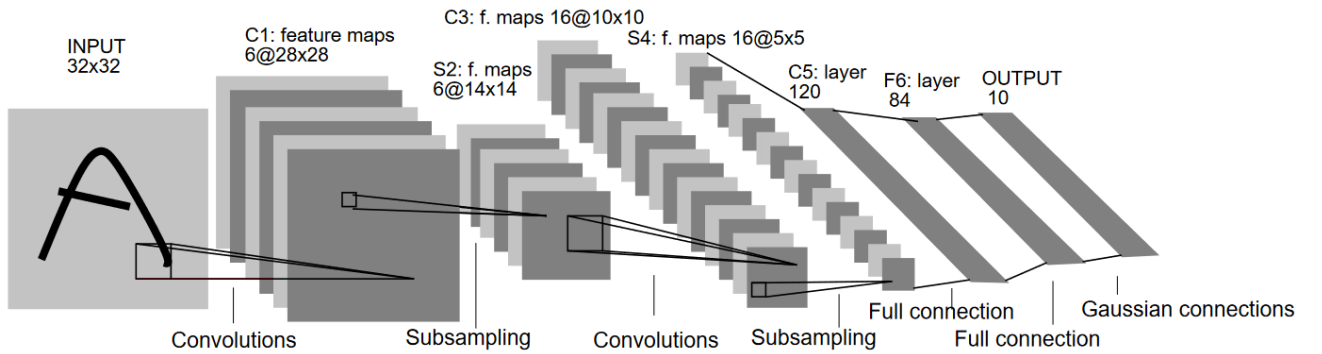 INPUT
32x32
C1: feature maps
6@28x28
S2: f. maps
6@14x14
C3: f. maps 16@10x10
S4: f. maps 16@5x5
C5: layer
120
F6: layer
84
OUTPUT
10
Convolutions
Subsampling
Convolutions
Subsampling
Full connection
Full connection
Gaussian connections